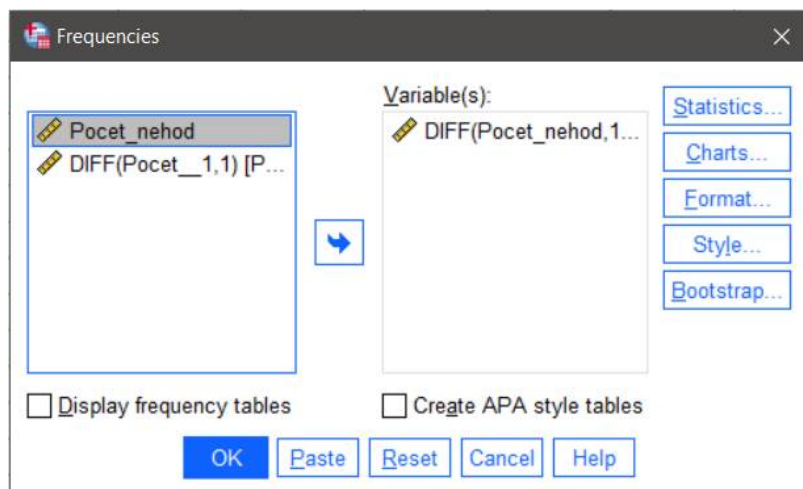 Frequencies
Variable(s):
Pocet_nehod
DIFF(Pocet__1,1) [P...
DIFF(Pocet_nehod,1...
Statistics...
Charts...
Format...
Style...
Bootstrap...
Display frequency tables
Create APA style tables
OK Paste Reset Cancel Help